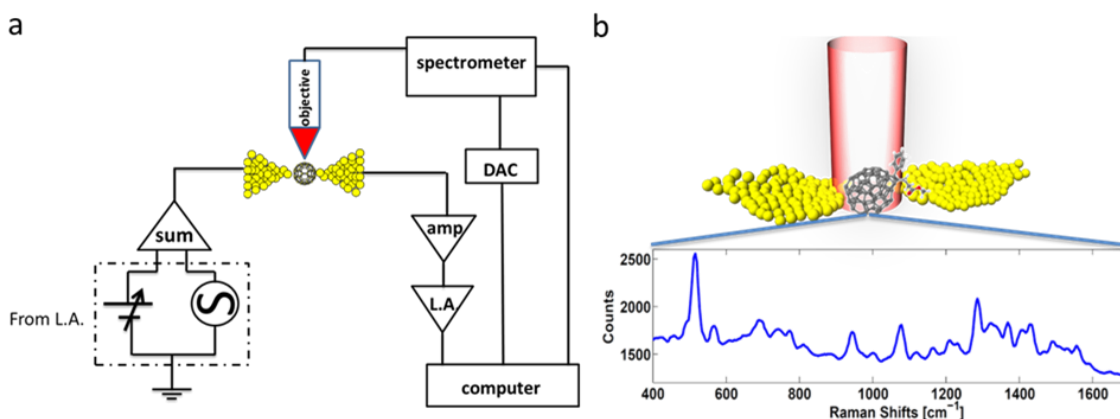 a
spectrometer
objective
DAC
sum
amp
L.A.
From L.A.
computer
b
2500
2000
1500
Counts
400 600 800 1000 1200 1400 1600
Raman Shifts [cm⁻¹]